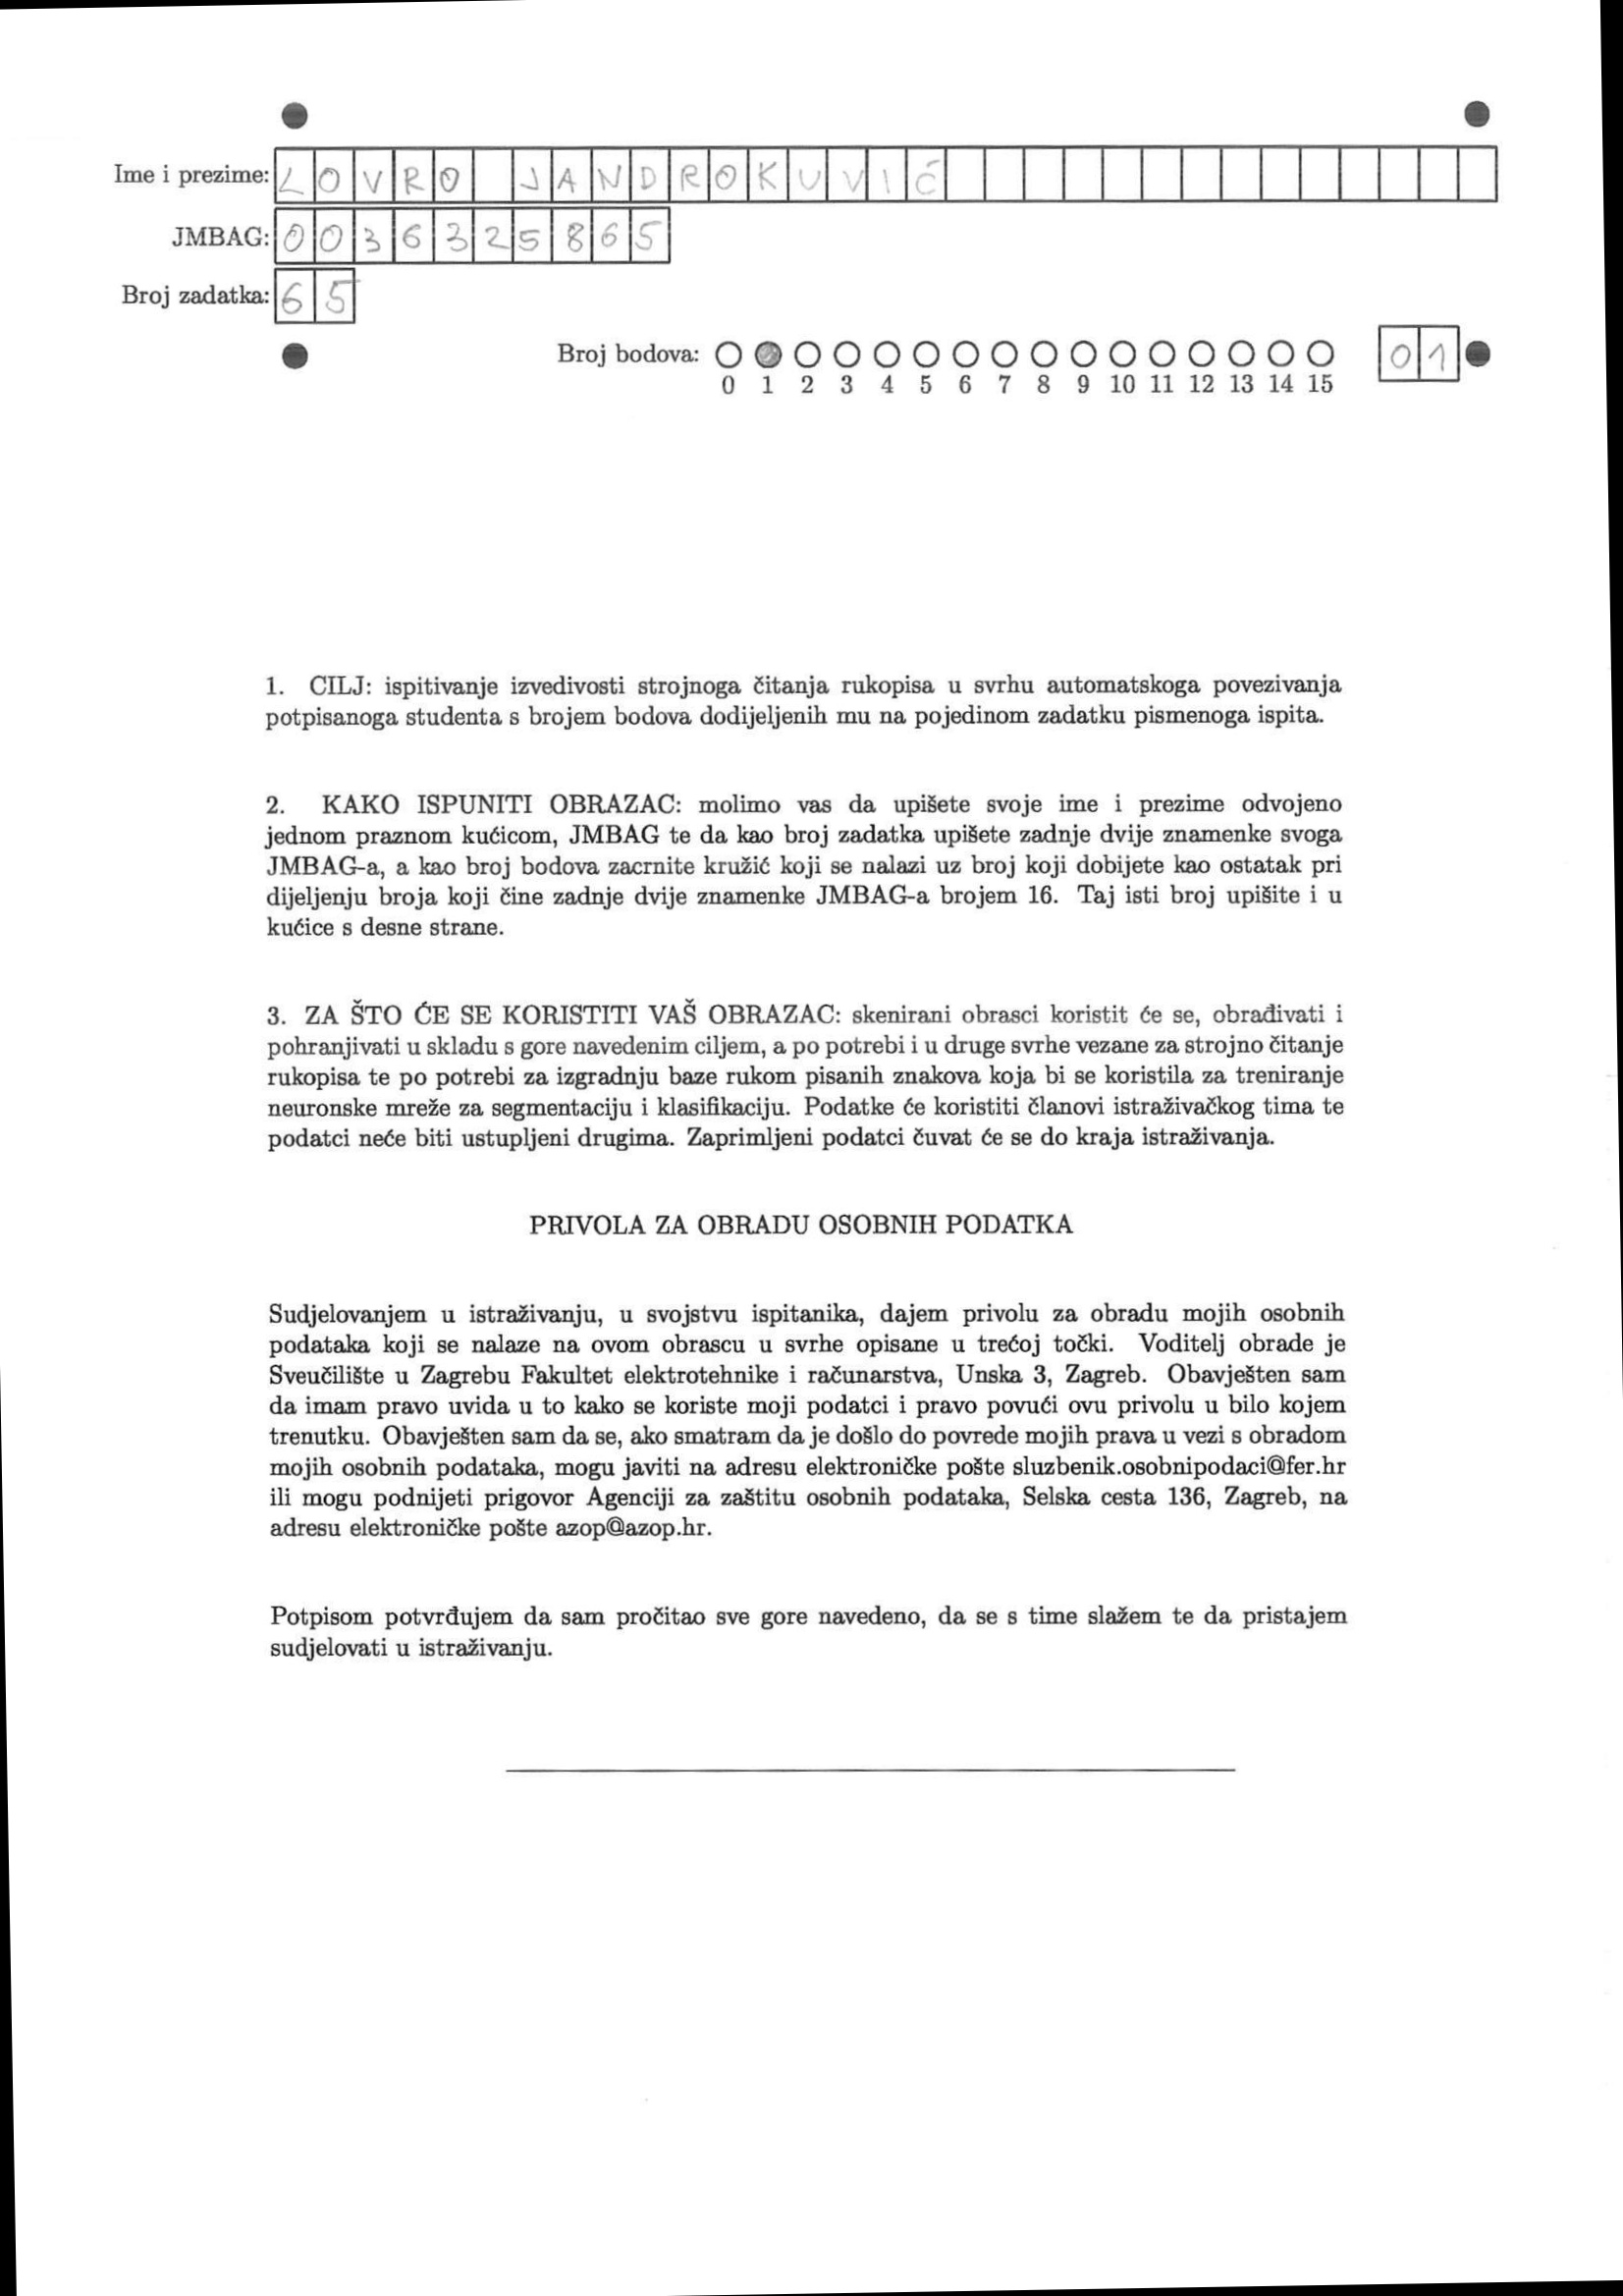 Ime i prezime: LOVRO JANDROKUVIĆ
JMBAG: 0036325865
Broj zadatka: 65
Broj bodova: 01
0 1 2 3 4 5 6 7 8 9 10 11 12 13 14 15
1. CILJ: ispitivanje izvedivosti strojnoga čitanja rukopisa u svrhu automatskoga povezivanja
potpisanoga studenta s brojem bodova dodijeljenih mu na pojedinom zadatku pismenoga ispita.
2. KAKO ISPUNITI OBRAZAC: molimo vas da upišete svoje ime i prezime odvojeno
jednom praznom kućicom, JMBAG te da kao broj zadatka upišete zadnje dvije znamenke svoga
JMBAG-a, a kao broj bodova zacrnite kružić koji se nalazi uz broj koji dobijete kao ostatak pri
dijeljenju broja koji čine zadnje dvije znamenke JMBAG-a brojem 16. Taj isti broj upišite i u
kućice s desne strane.
3. ZA ŠTO ĆE SE KORISTITI VAŠ OBRAZAC: skenirani obrasci koristit će se, obrađivati i
pohranjivati u skladu s gore navedenim ciljem, a po potrebi i u druge svrhe vezane za strojno čitanje
rukopisa te po potrebi za izgradnju baze rukom pisanih znakova koja bi se koristila za treniranje
neuronske mreže za segmentaciju i klasifikaciju. Podatke će koristiti članovi istraživačkog tima te
podatci neće biti ustupljeni drugima. Zaprimljeni podatci čuvat će se do kraja istraživanja.
PRIVOLA ZA OBRADU OSOBNIH PODATKA
Sudjelovanjem u istraživanju, u svojstvu ispitanika, dajem privolu za obradu mojih osobnih
podataka koji se nalaze na ovom obrascu u svrhe opisane u trećoj točki. Voditelj obrade je
Sveučilište u Zagrebu Fakultet elektrotehnike i računarstva, Unska 3, Zagreb. Obavješten sam
da imam pravo uvida u to kako se koriste moji podatci i pravo povući ovu privolu u bilo kojem
trenutku. Obavješten sam da se, ako smatram da je došlo do povrede mojih prava u vezi s obradom
mojih osobnih podataka, mogu javiti na adresu elektroničke pošte sluzbenik.osobnipodaci@fer.hr
ili mogu podnijeti prigovor Agenciji za zaštitu osobnih podataka, Selska cesta 136, Zagreb, na
adresu elektroničke pošte azop@azop.hr.
Potpisom potvrđujem da sam pročitao sve gore navedeno, da se s time slažem te da pristajem
sudjelovati u istraživanju.